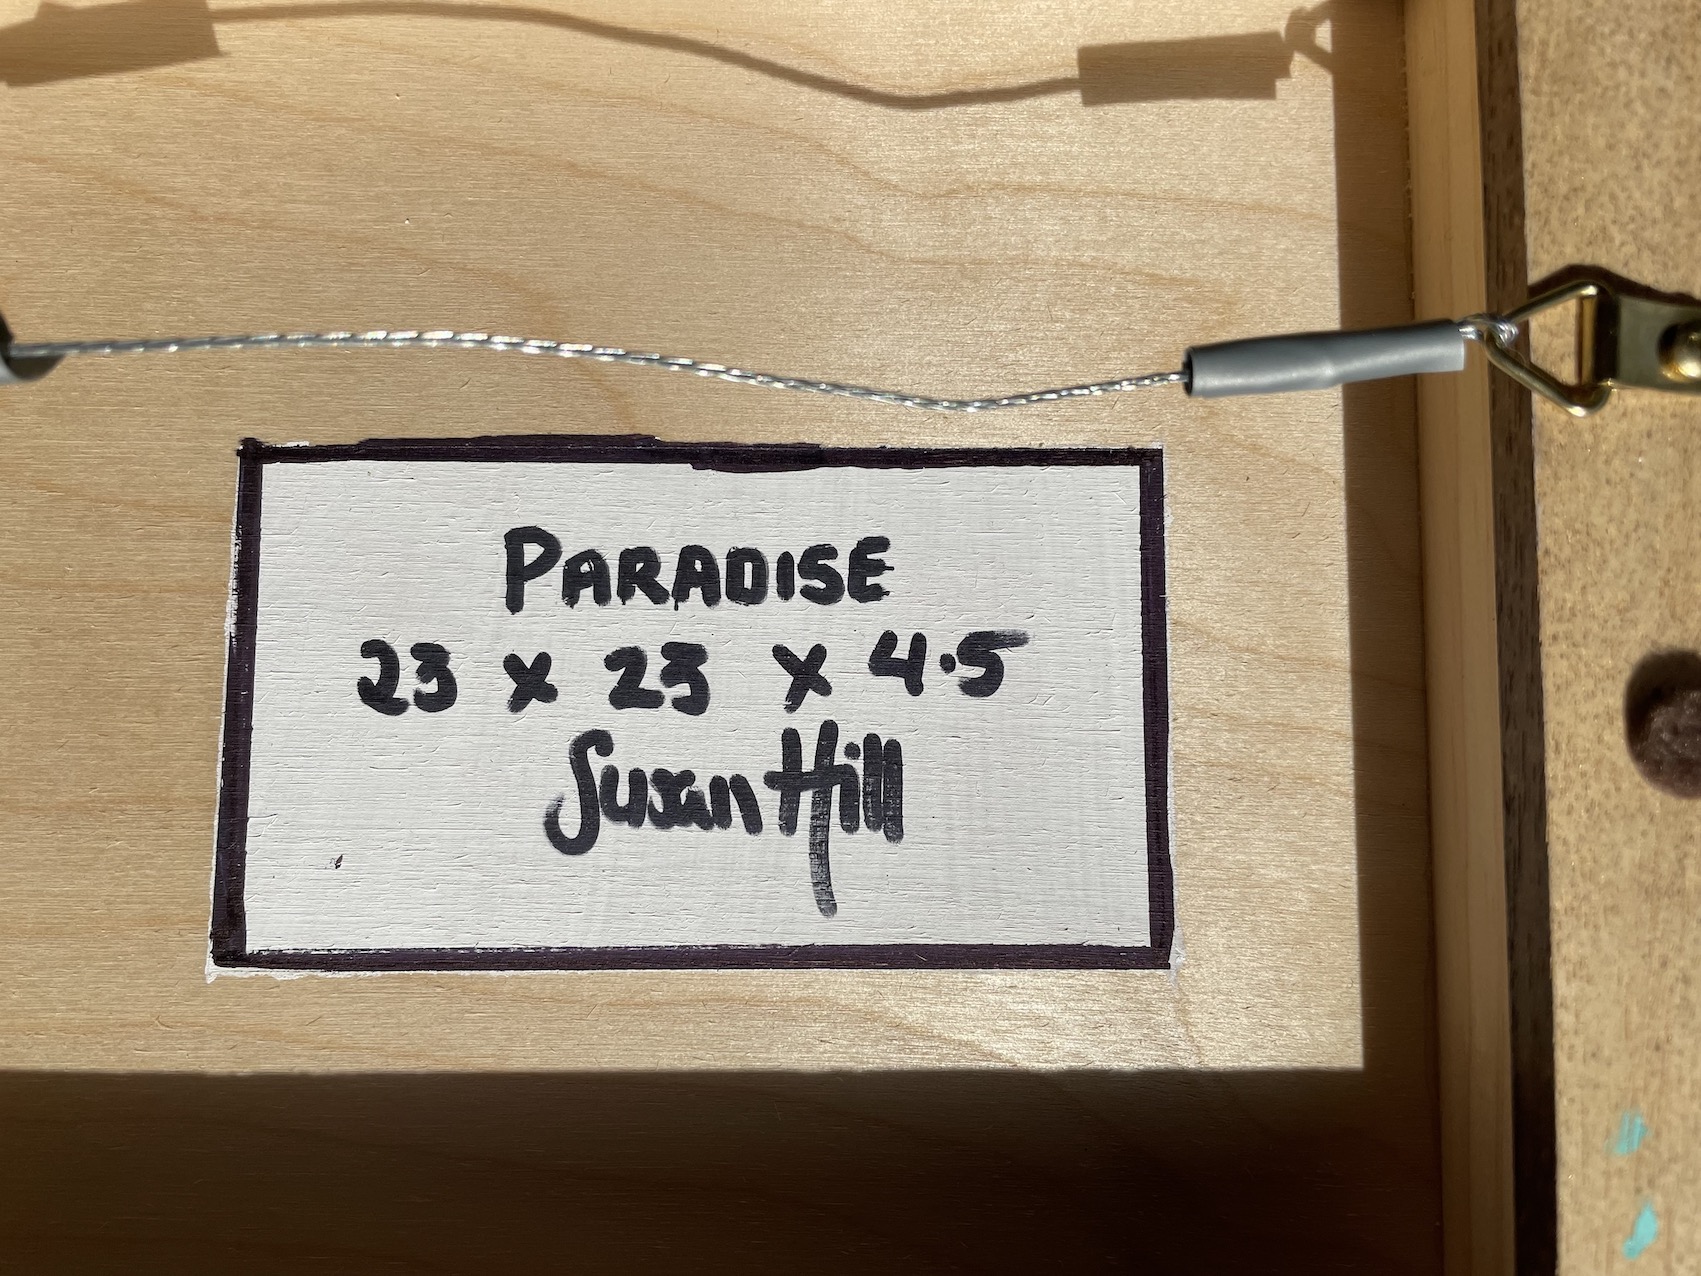 PARADISE
23 x 23 x 4.5
Susan Hill